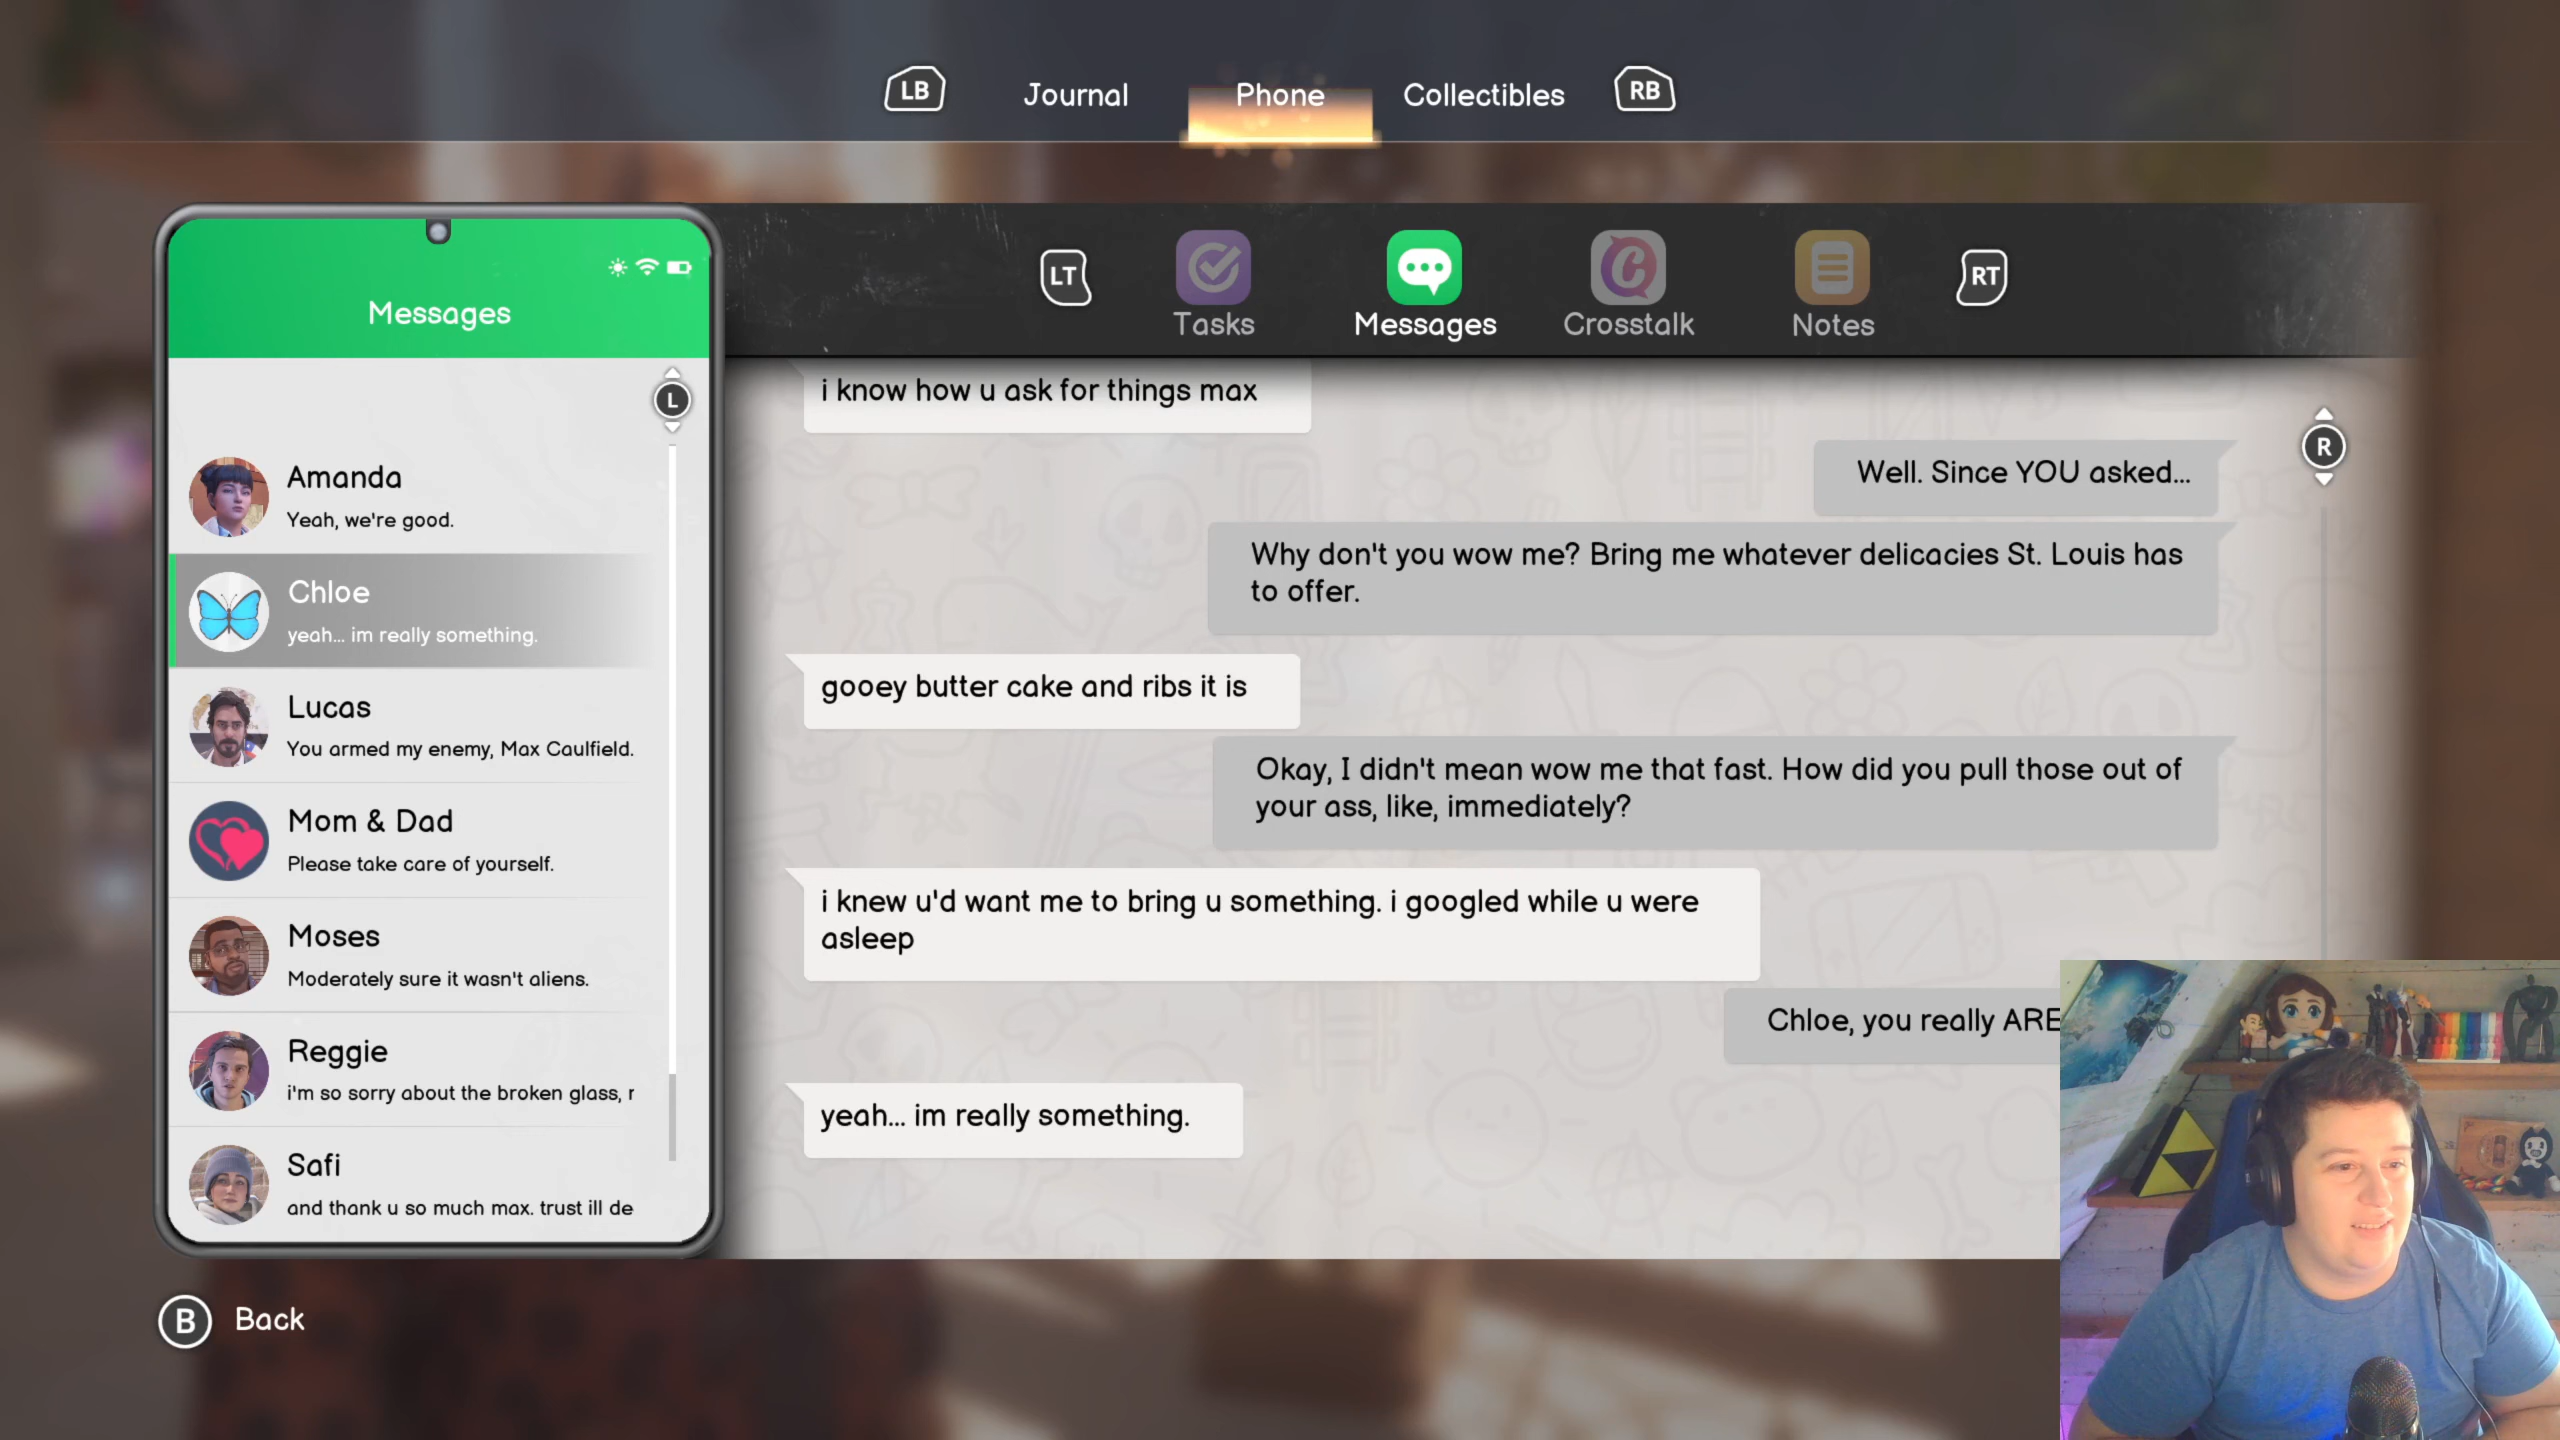 LB
Journal
Phone
Collectibles
RB
Messages
LT
Tasks
Messages
Crosstalk
Notes
RT
L
Amanda
Yeah, we're good.
Chloe
yeah... im really something.
Lucas
You armed my enemy, Max Caulfield.
Mom & Dad
Please take care of yourself.
Moses
Moderately sure it wasn't aliens.
Reggie
i'm so sorry about the broken glass, r
Safi
and thank u so much max. trust ill de
i know how u ask for things max
R
Well. Since YOU asked...
Why don't you wow me? Bring me whatever delicacies St. Louis has
to offer.
gooey butter cake and ribs it is
Okay, I didn't mean wow me that fast. How did you pull those out of
your ass, like, immediately?
i knew u'd want me to bring u something. i googled while u were
asleep
Chloe, you really ARE
yeah... im really something.
B
Back